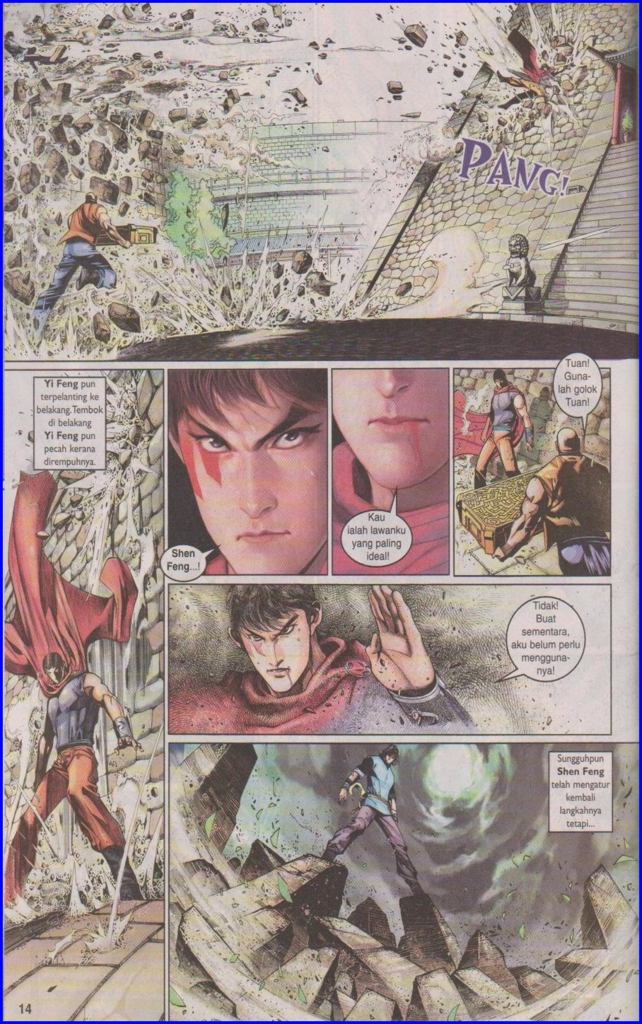 PANG!
Yi Feng pun
terpelanting ke
belakang.Tembok
di belakang
Yi Feng pun
pecah kerana
dirempuhnya.
Shen
Feng...!
Kau
ialah lawanku
yang paling
ideal!
Tuan!
Guna-
lah golok
Tuan!
Tidak!
Buat
sementara,
aku belum perlu
mengguna-
nya!
Sungguhpun
Shen Feng
telah mengatur
kembali
langkahnya
tetapi...
14